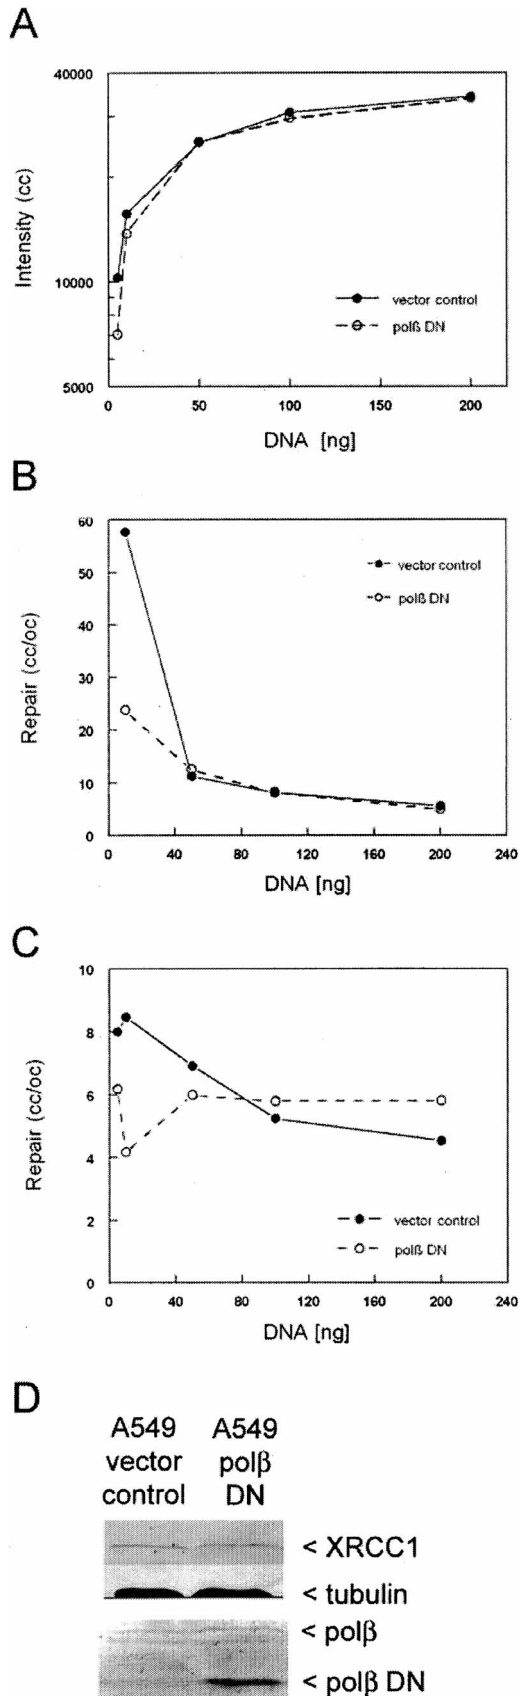 A
40000
10000
5000
Intensity (cc)
vector control
polß DN
0 50 100 150 200
DNA [ng]
B
60
50
40
30
20
10
0
Repair (cc/oc)
vector control
polß DN
0 40 80 120 160 200 240
DNA [ng]
C
10
8
6
4
2
0
Repair (cc/oc)
vector control
polß DN
0 40 80 120 160 200 240
DNA [ng]
D
A549 A549
vector polβ
control DN
< XRCC1
< tubulin
< polβ
< polβ DN